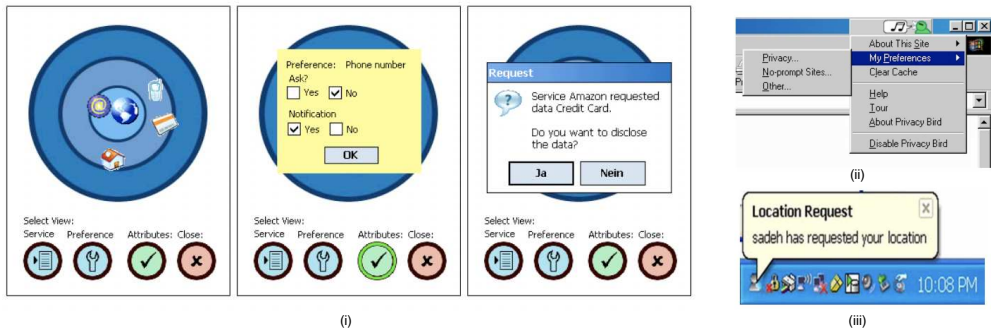 Select View:
Service Preference Attributes: Close:
Preference: Phone number
Ask?
Yes No
Notification
Yes No
OK
Select View:
Service Preference Attributes: Close:
Request
Service Amazon requested
data Credit Card.
Do you want to disclose
the data?
Ja Nein
Select View:
Service Preference Attributes: Close:
(i)
About This Site
My Preferences
Clear Cache
Help
Tour
About Privacy Bird
Disable Privacy Bird
Privacy...
No-prompt Sites...
Other...
(ii)
Location Request
sadeh has requested your location
10:08 PM
(iii)